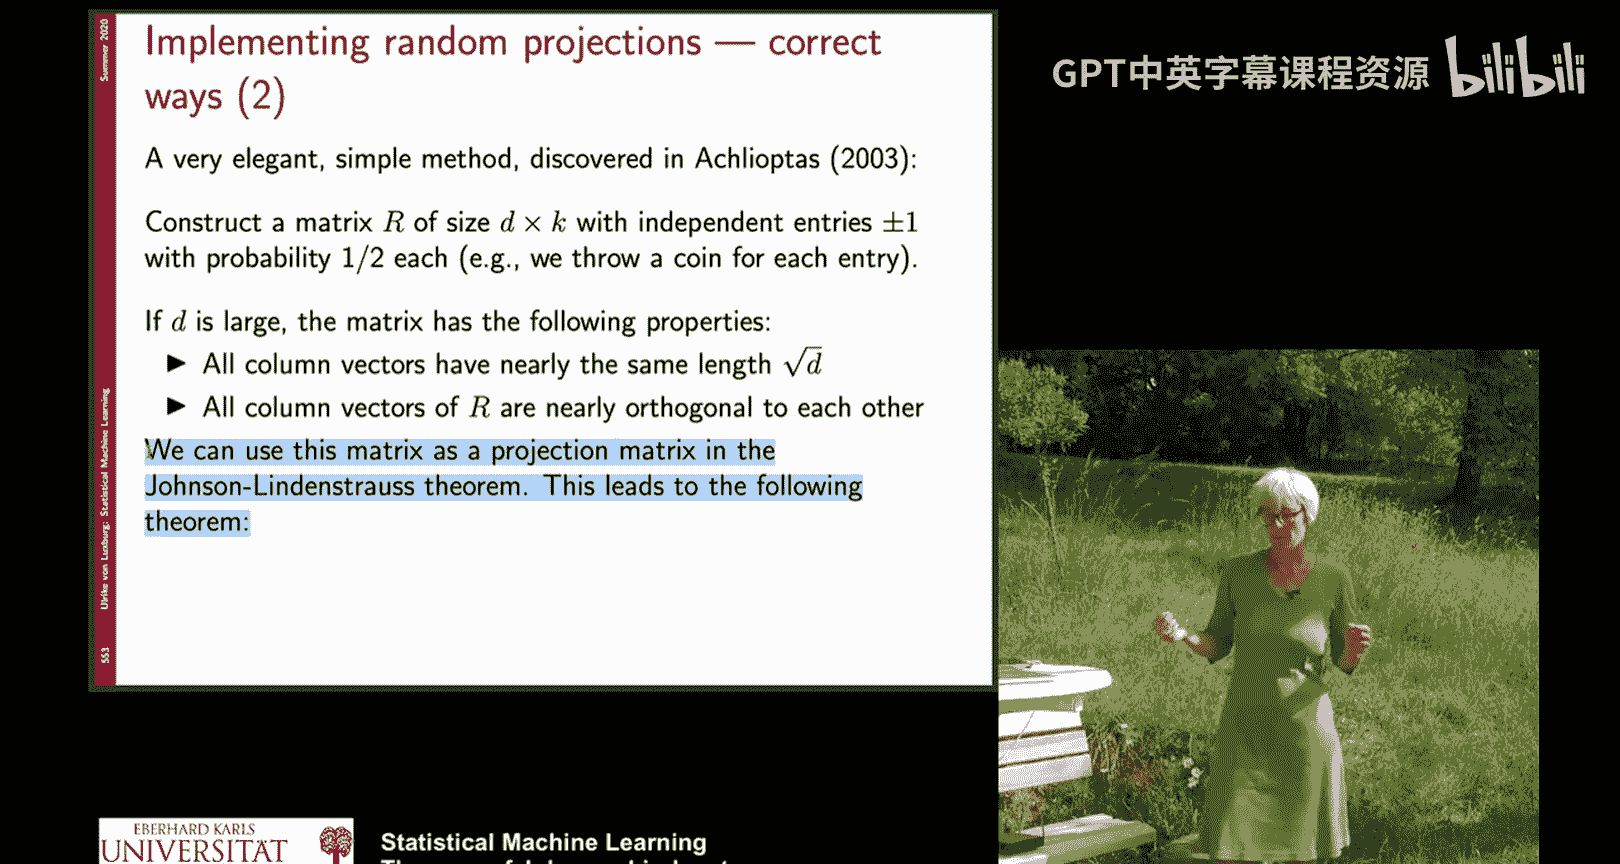 Implementing random projections — correct
ways (2)
A very elegant, simple method, discovered in Achlioptas (2003):
Construct a matrix R of size d × k with independent entries ±1
with probability 1/2 each (e.g., we throw a coin for each entry).
If d is large, the matrix has the following properties:
► All column vectors have nearly the same length √d
► All column vectors of R are nearly orthogonal to each other
We can use this matrix as a projection matrix in the
Johnson-Lindenstrauss theorem. This leads to the following
theorem:
Summer 2020
Ulrike von Luxburg: Statistical Machine Learning
553
GPT中英字幕课程资源
bilibili
EBERHARD KARLS
UNIVERSITÄT
Statistical Machine Learning